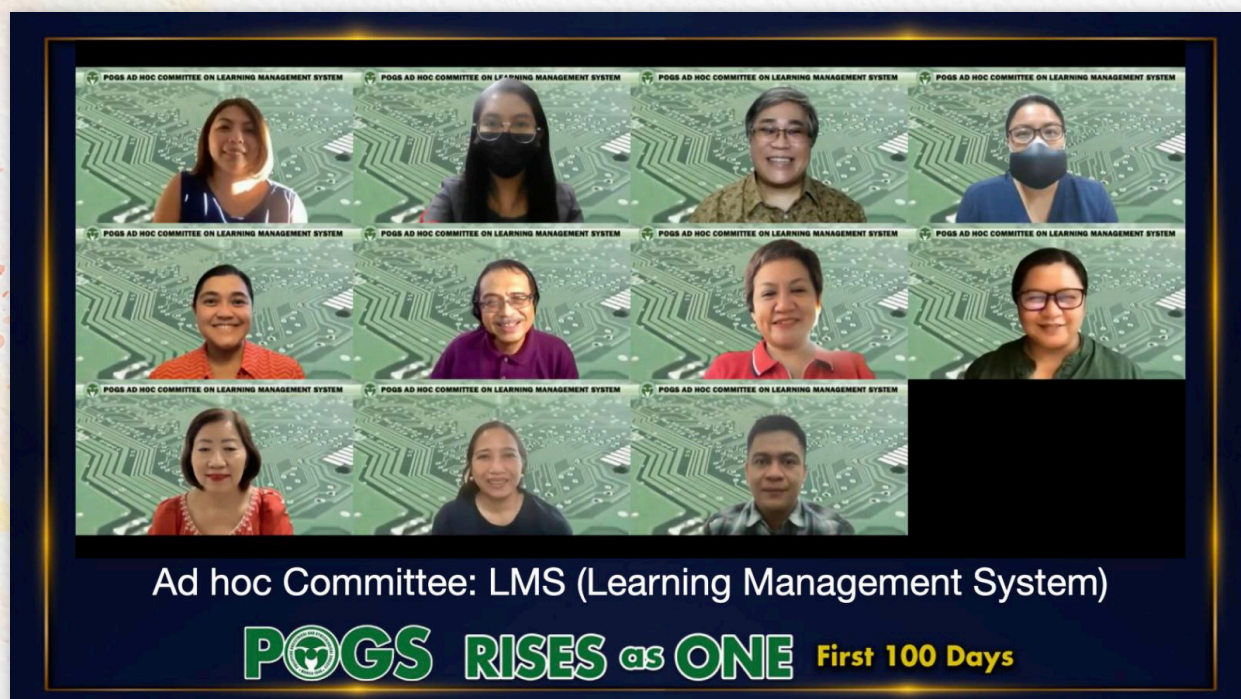 POGS AD HOC COMMITTEE ON LEARNING MANAGEMENT SYSTEM
POGS AD HOC COMMITTEE ON LEARNING MANAGEMENT SYSTEM
POGS AD HOC COMMITTEE ON LEARNING MANAGEMENT SYSTEM
POGS AD HOC COMMITTEE ON LEARNING MANAGEMENT SYSTEM
POGS AD HOC COMMITTEE ON LEARNING MANAGEMENT SYSTEM
POGS AD HOC COMMITTEE ON LEARNING MANAGEMENT SYSTEM
POGS AD HOC COMMITTEE ON LEARNING MANAGEMENT SYSTEM
POGS AD HOC COMMITTEE ON LEARNING MANAGEMENT SYSTEM
POGS AD HOC COMMITTEE ON LEARNING MANAGEMENT SYSTEM
POGS AD HOC COMMITTEE ON LEARNING MANAGEMENT SYSTEM
POGS AD HOC COMMITTEE ON LEARNING MANAGEMENT SYSTEM
Ad hoc Committee: LMS (Learning Management System)
POGS RISES as ONE First 100 Days